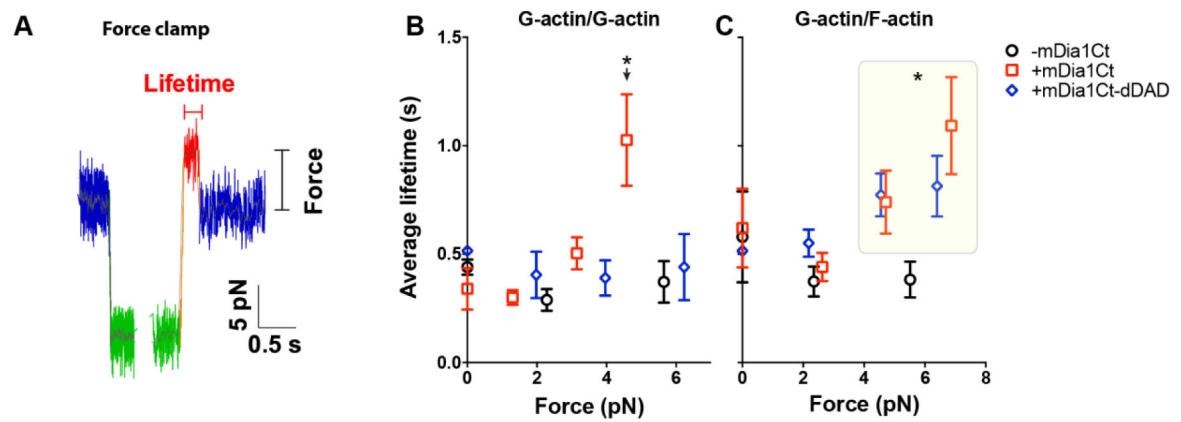 A
Force clamp
Lifetime
Force
5 pN
0.5 s
B
G-actin/G-actin
Average lifetime (s)
1.5
1.0
0.5
0.0
*
0
2
4
6
Force (pN)
C
G-actin/F-actin
*
0
2
4
6
8
Force (pN)
-mDia1Ct
+mDia1Ct
+mDia1Ct-dDAD